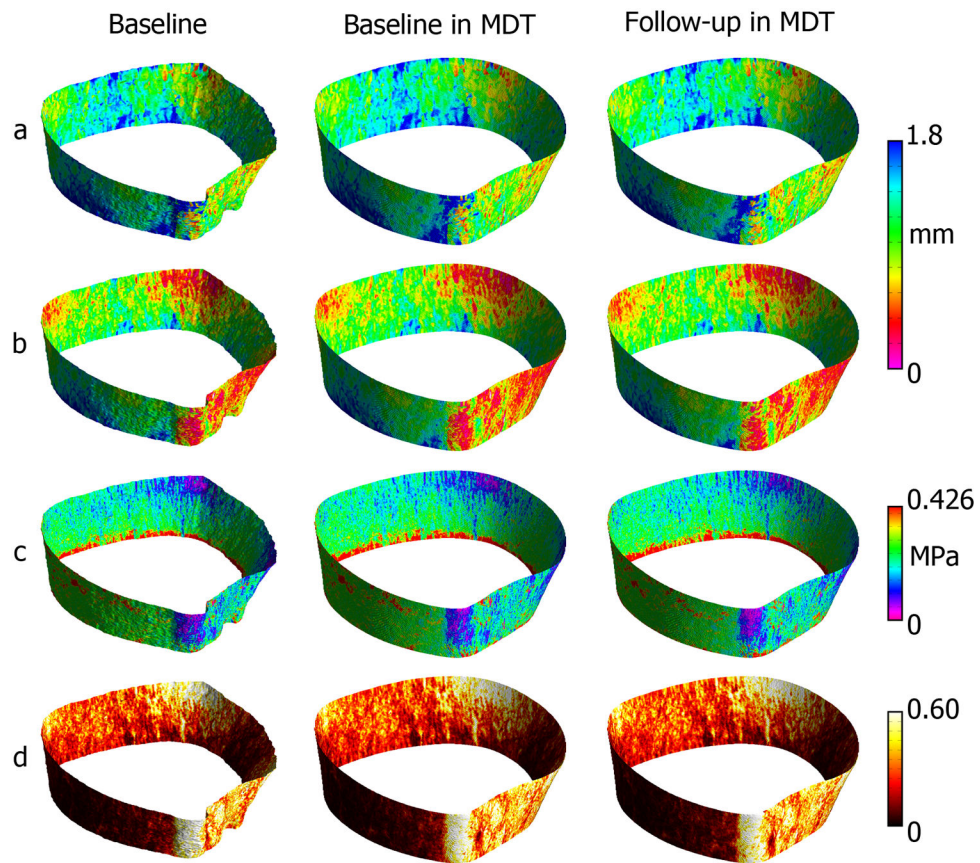 Baseline
Baseline in MDT
Follow-up in MDT
a
1.8
mm
b
0
c
0.426
MPa
0
d
0.60
0